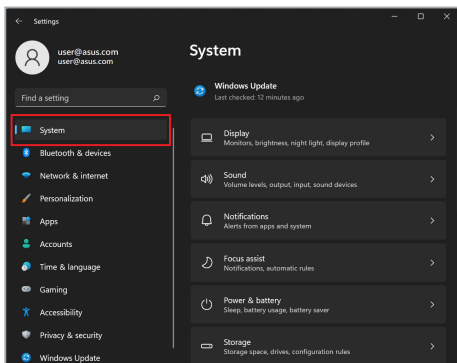 Settings
user@asus.com
user@asus.com
Find a setting
System
Bluetooth & devices
Network & internet
Personalization
Apps
Accounts
Time & language
Gaming
Accessibility
Privacy & security
Windows Update
System
Windows Update
Last checked: 12 minutes ago
Display
Monitors, brightness, night light, display profile
Sound
Volume levels, output, input, sound devices
Notifications
Alerts from apps and system
Focus assist
Notifications, automatic rules
Power & battery
Sleep, battery usage, battery saver
Storage
Storage space, drives, configuration rules